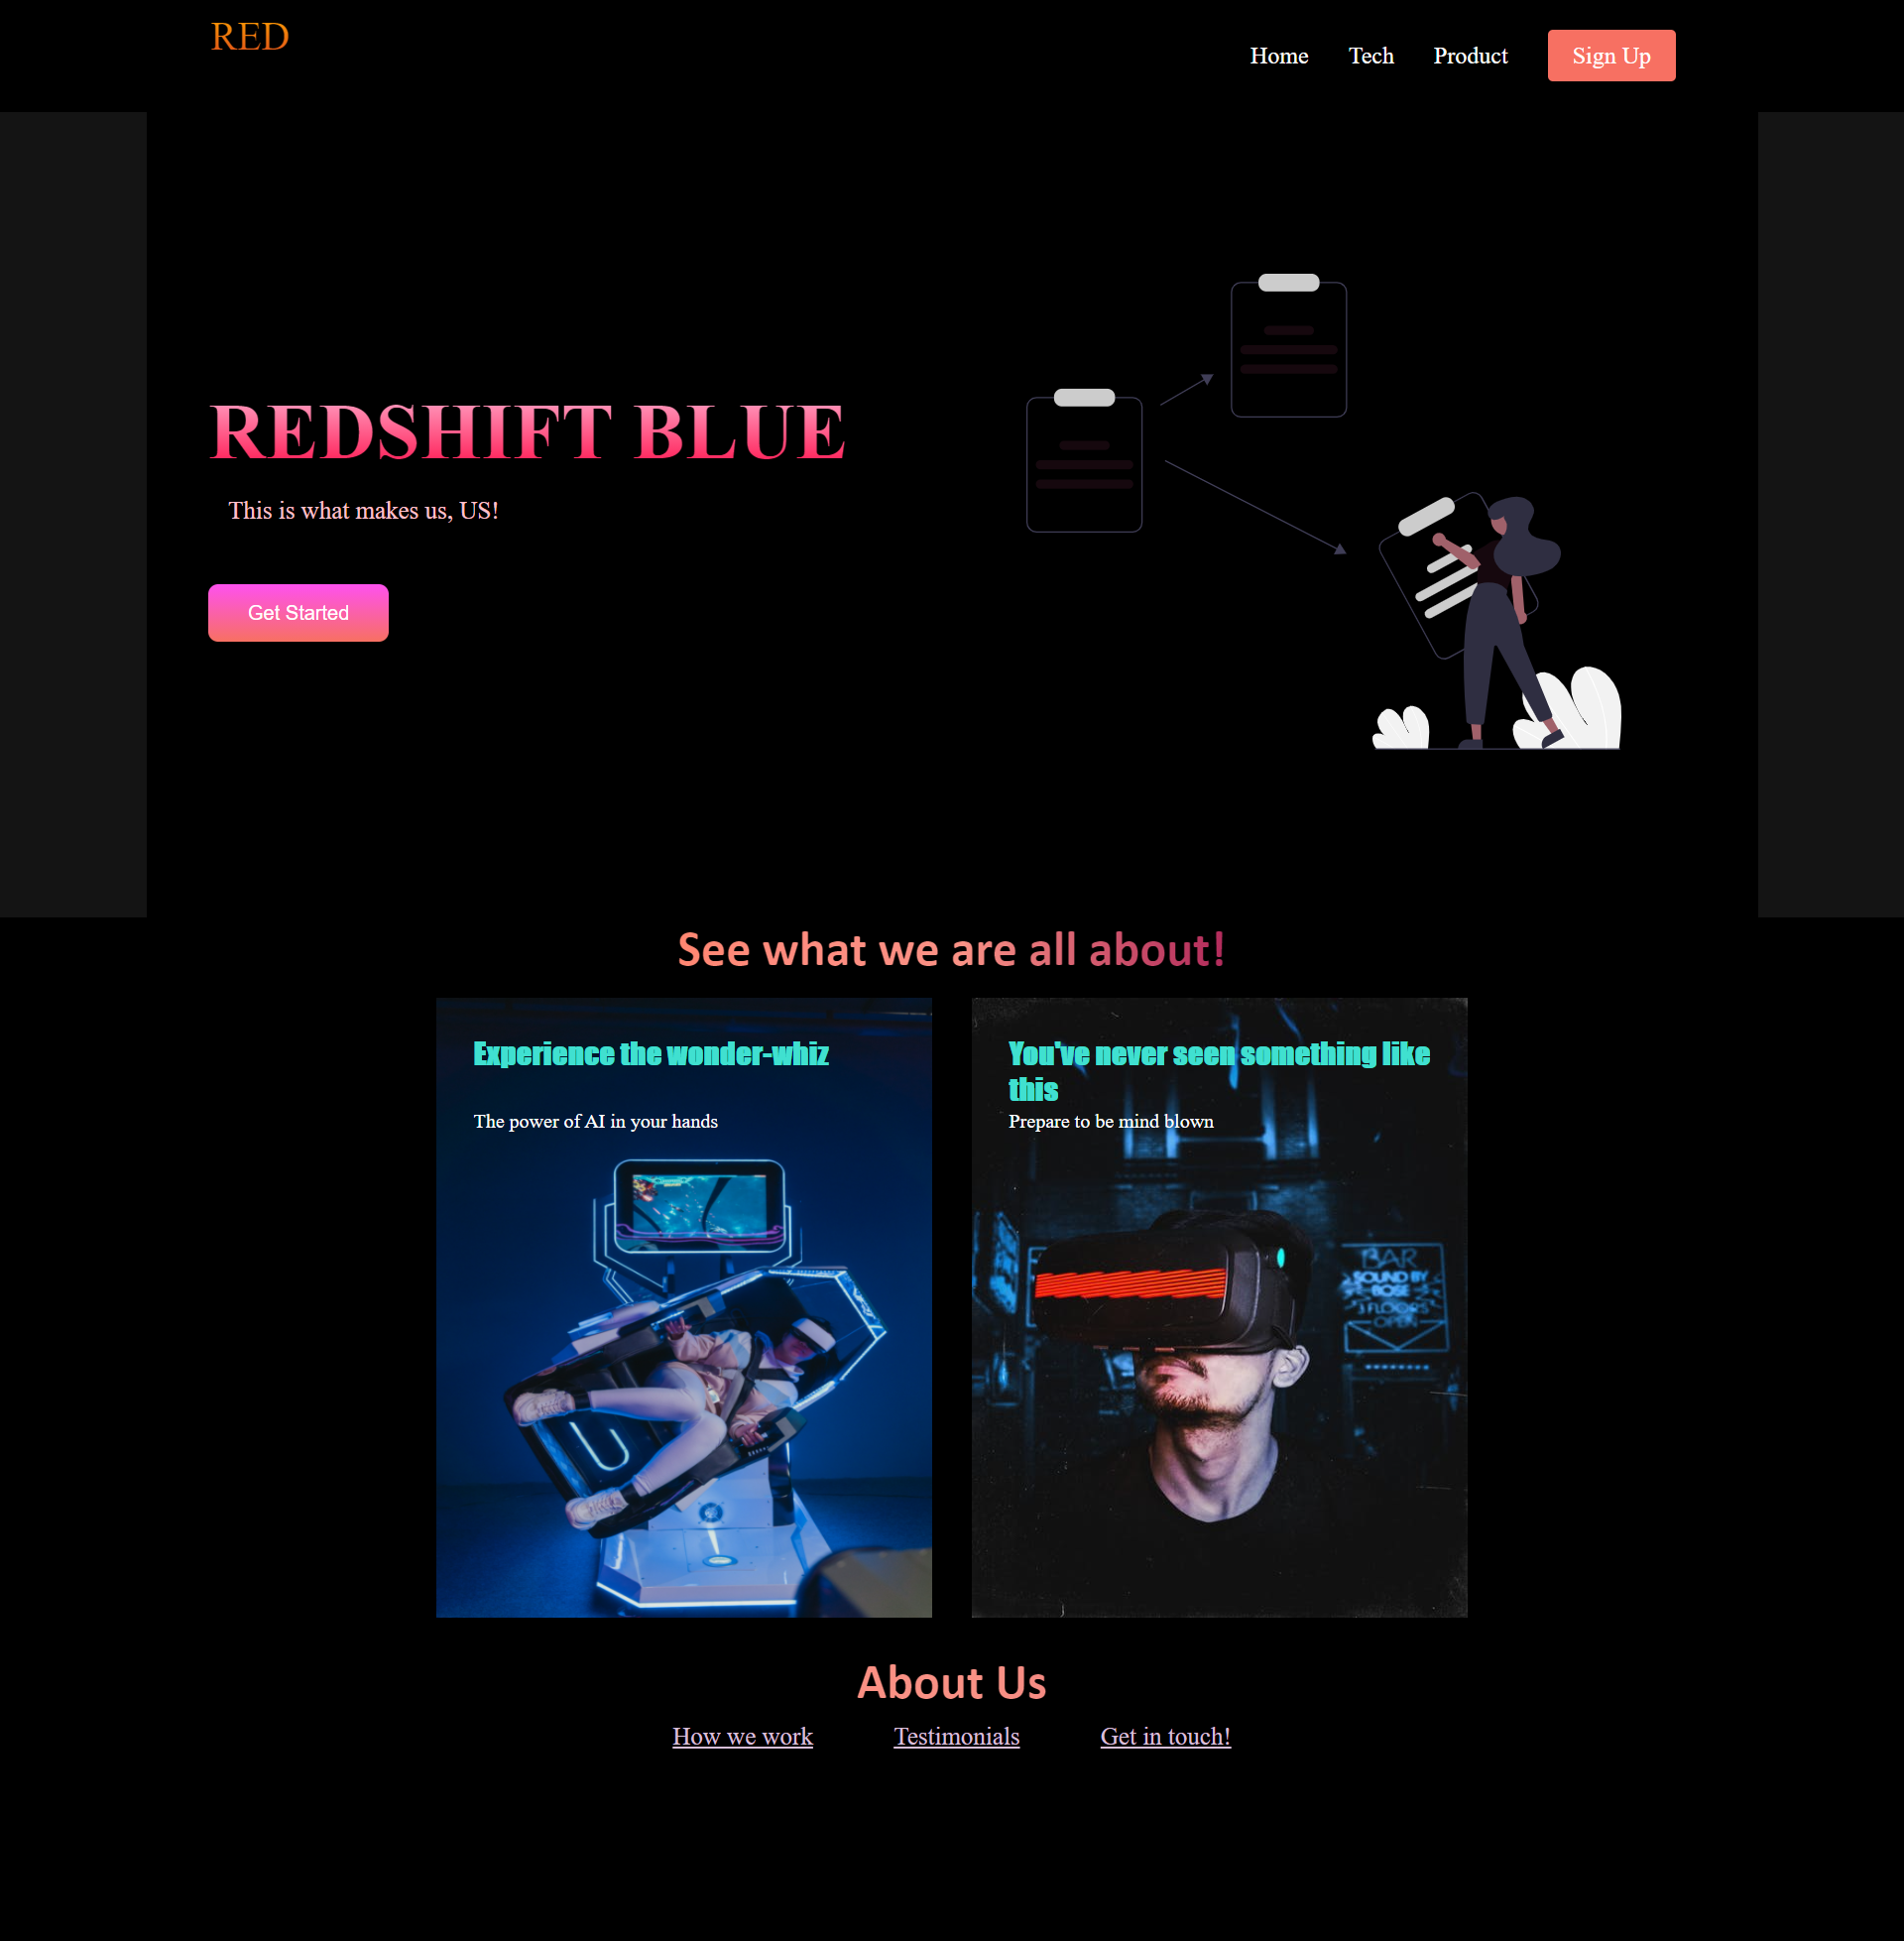 RED
Home Tech Product Sign Up
REDSHIFT BLUE
This is what makes us, US!
Get Started
See what we are all about!
Experience the wonder-whiz
The power of AI in your hands
You've never seen something like
this
Prepare to be mind blown
BAR
SOUND BY
BOSE
3 FLOORS
OPEN
About Us
How we work Testimonials Get in touch!